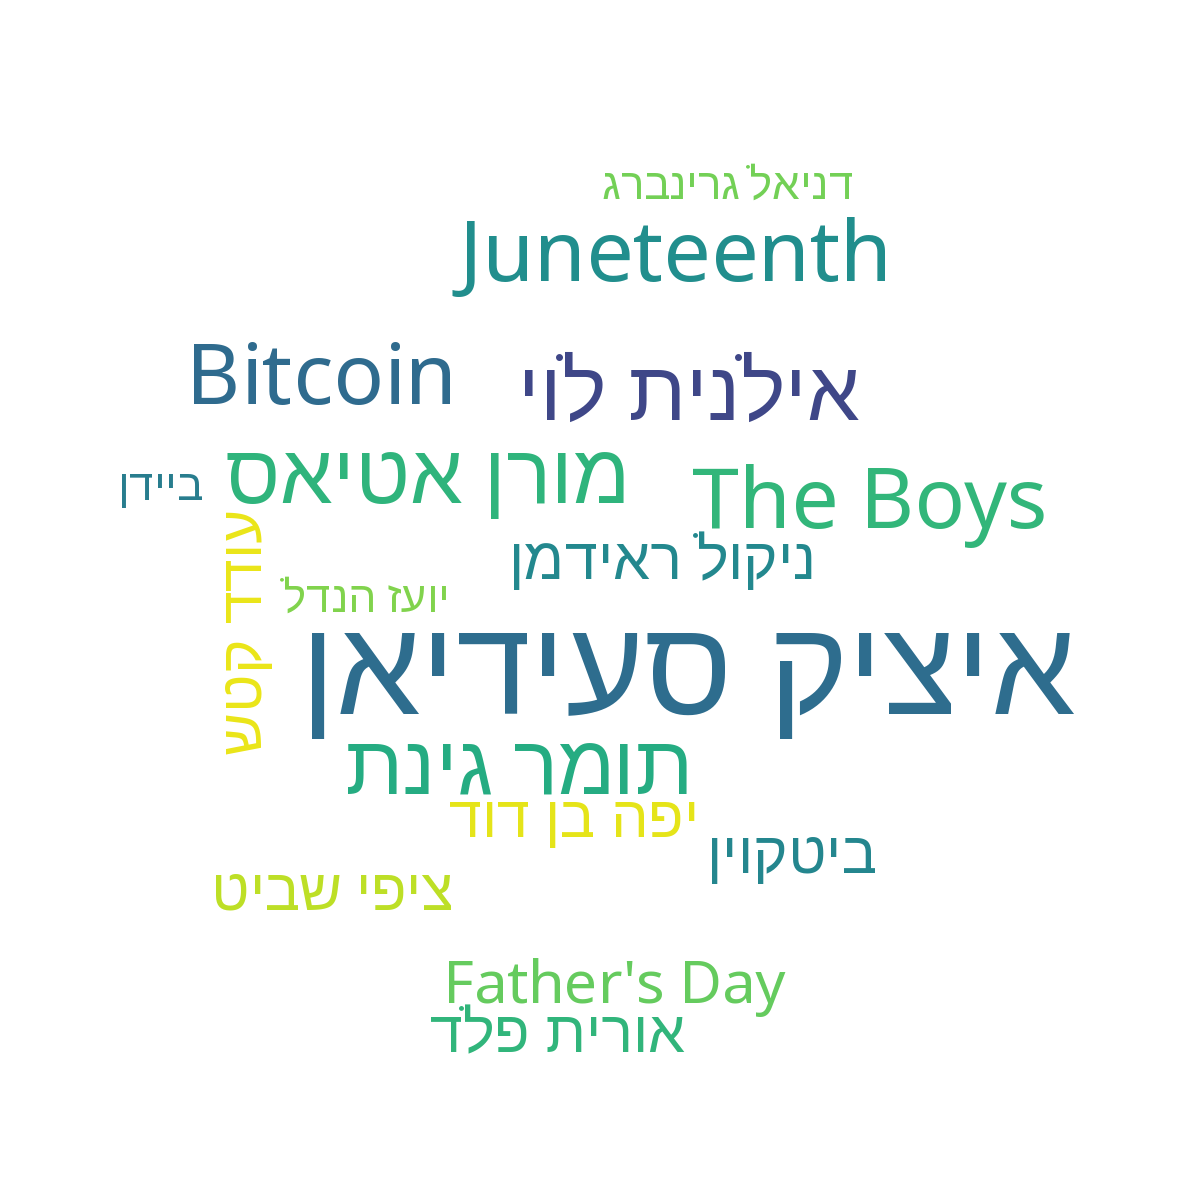 דניאל גרינברג
Juneteenth
Bitcoin
אילנית לוי
מורן אטיאס
The Boys
ביידן
ניקול ראידמן
עודד קטש
יועז הנדל
איציק סעידיאן
תומר גינת
יפה בן דוד
ביטקוין
ציפי שביט
Father's Day
אורית פלד